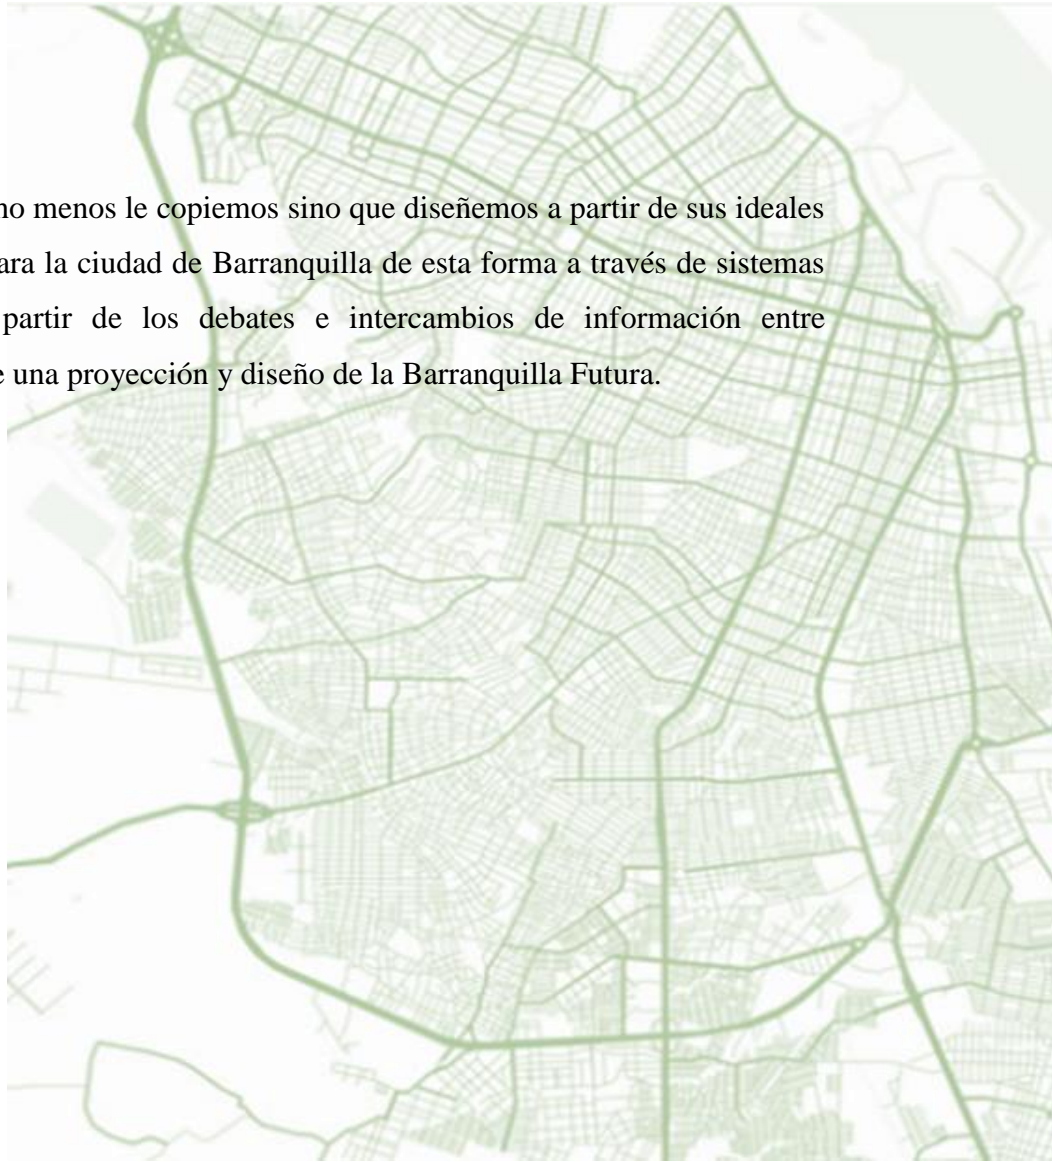 no menos le copiemos sino que diseñemos a partir de sus ideales
ara la ciudad de Barranquilla de esta forma a través de sistemas
partir de los debates e intercambios de información entre
e una proyección y diseño de la Barranquilla Futura.